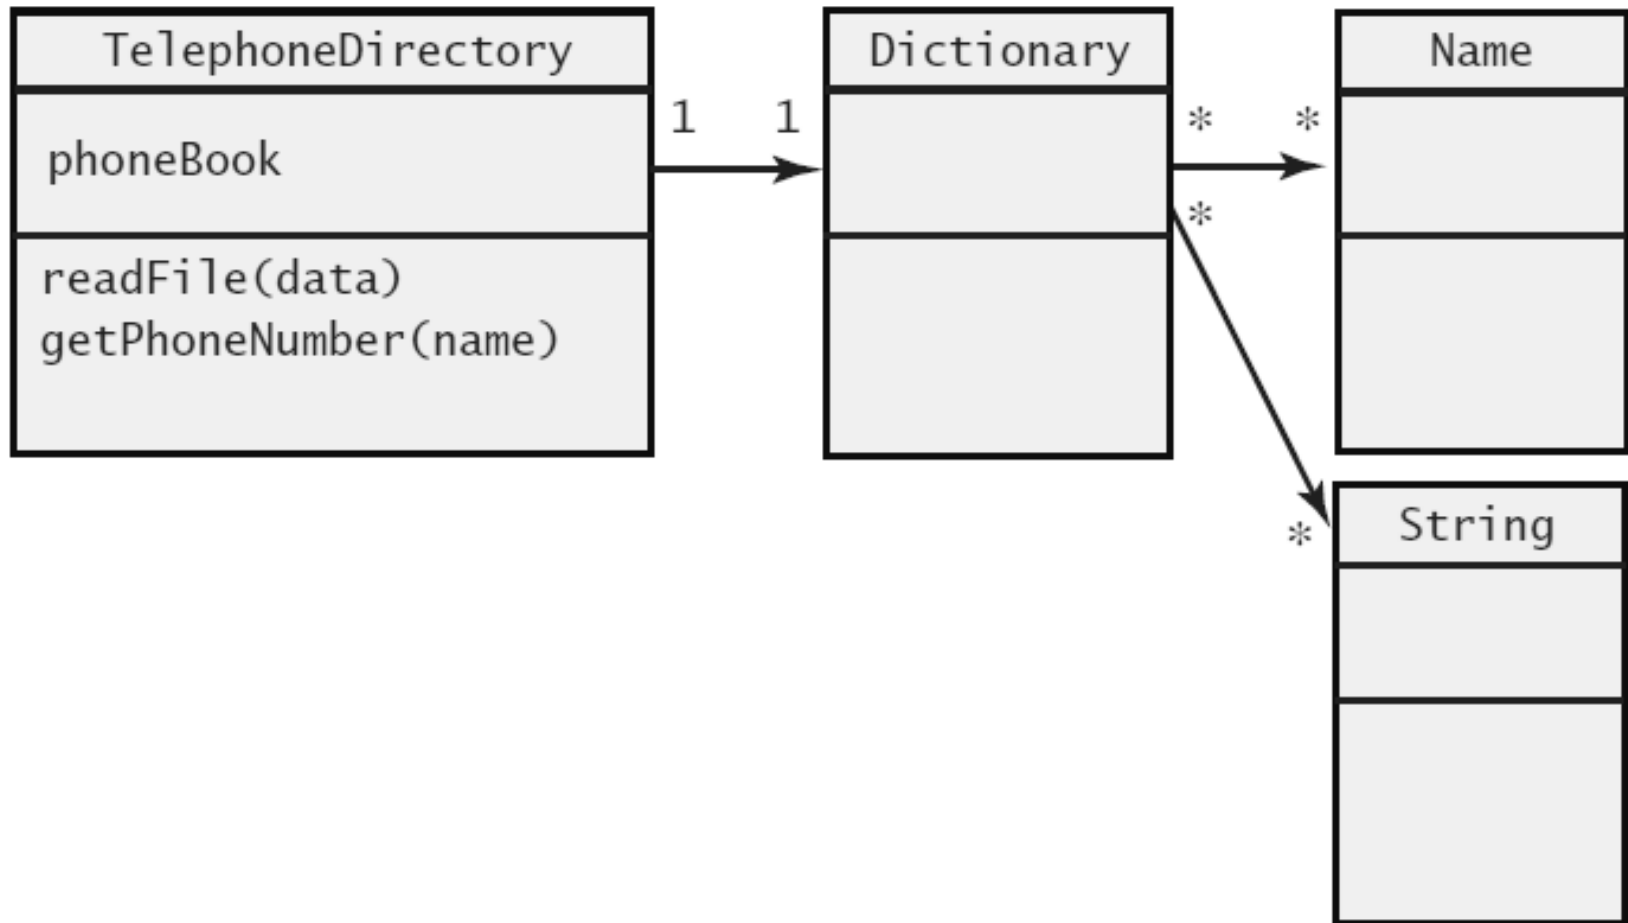 TelephoneDirectory
phoneBook
readFile(data)
getPhoneNumber(name)
1 1
Dictionary
* *
*
Name
*
String